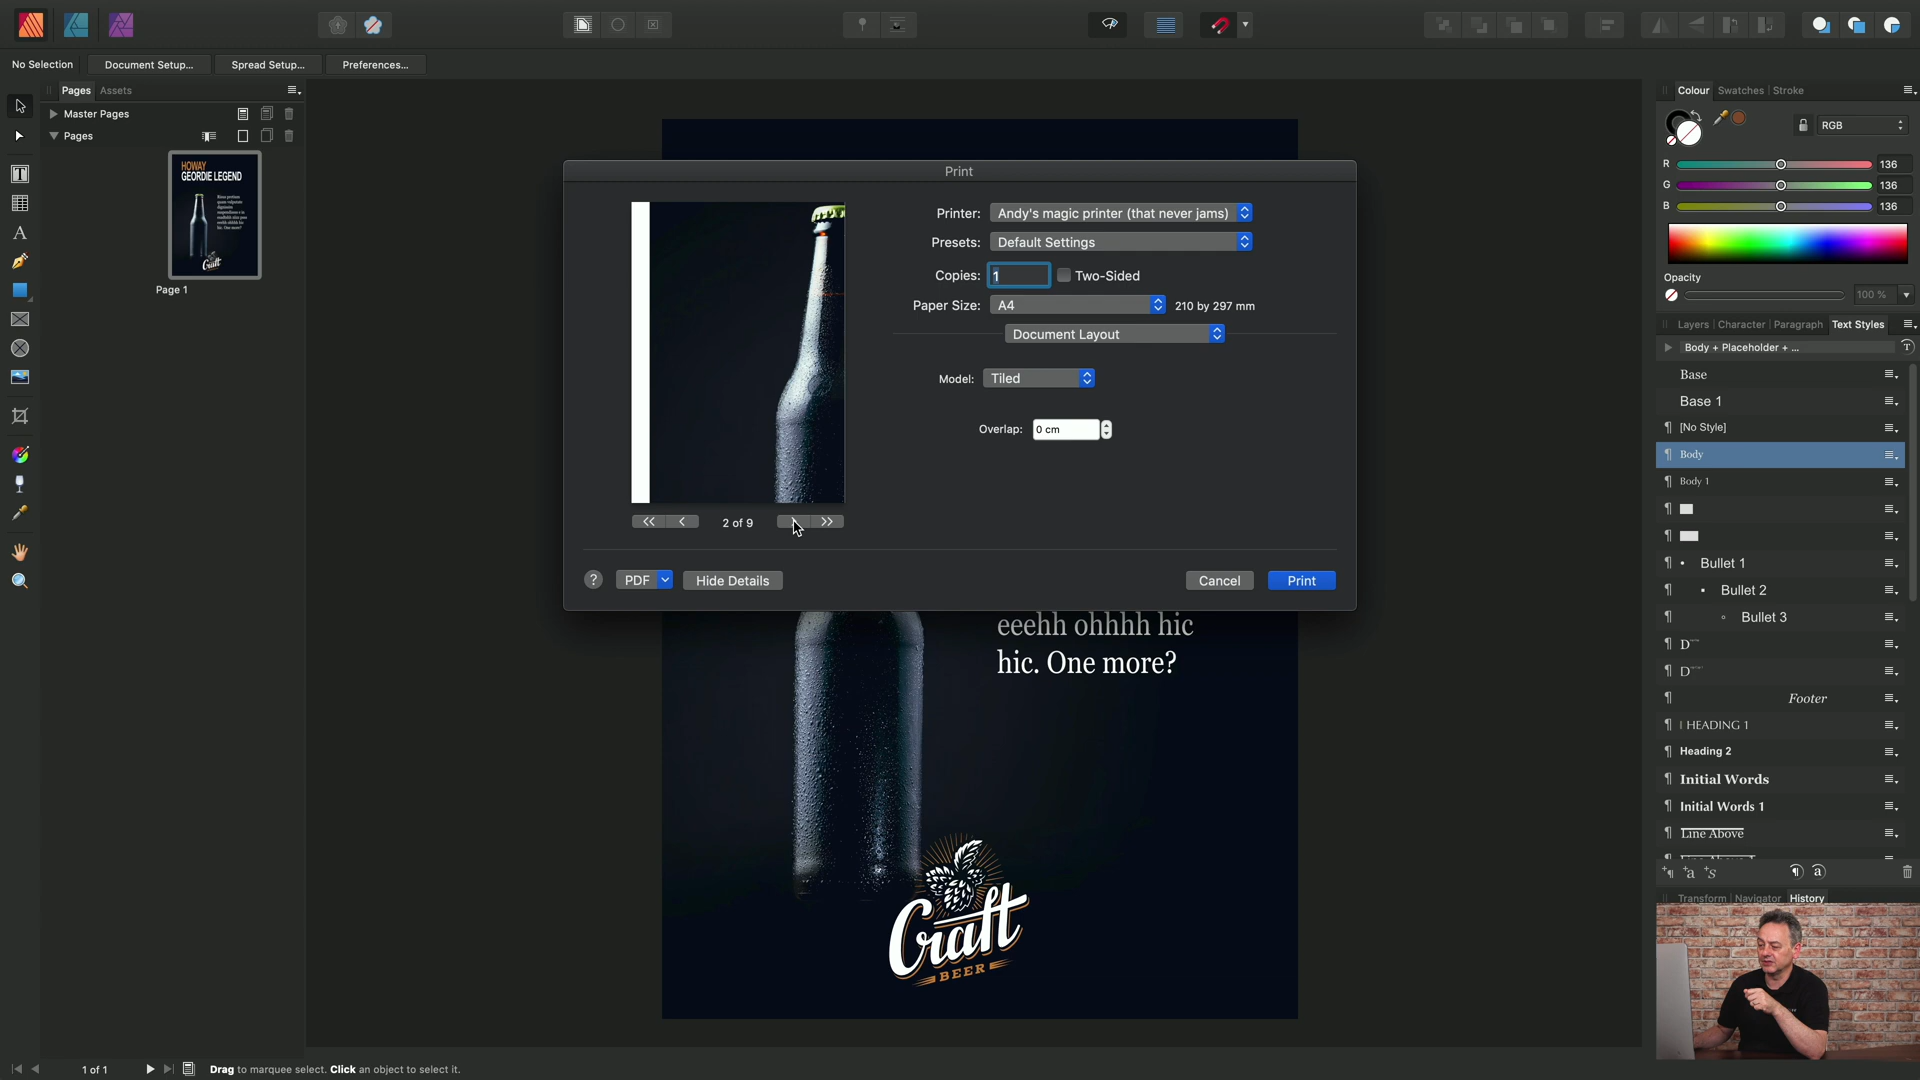 No Selection
Document Setup...
Spread Setup...
Preferences...
Pages
Assets
Master Pages
Pages
HOWAY
GEORDIE LEGEND
Craft
Page 1
Print
Printer: Andy's magic printer (that never jams)
Presets: Default Settings
Copies: 1 Two-Sided
Paper Size: A4 210 by 297 mm
Document Layout
Model: Tiled
Overlap: 0 cm
<< < 2 of 9 >>
? PDF Hide Details
Cancel Print
eeehh ohhhh hic
hic. One more?
Craft
BEER
Colour Swatches Stroke
RGB
R 136
G 136
B 136
Opacity
100 %
Layers Character Paragraph Text Styles
Body + Placeholder + ...
Base
Base 1
[No Style]
Body
Body 1
Bullet 1
Bullet 2
Bullet 3
D
D
Footer
HEADING 1
Heading 2
Initial Words
Initial Words 1
Line Above
Transform Navigator History
1 of 1
Drag to marquee select. Click an object to select it.